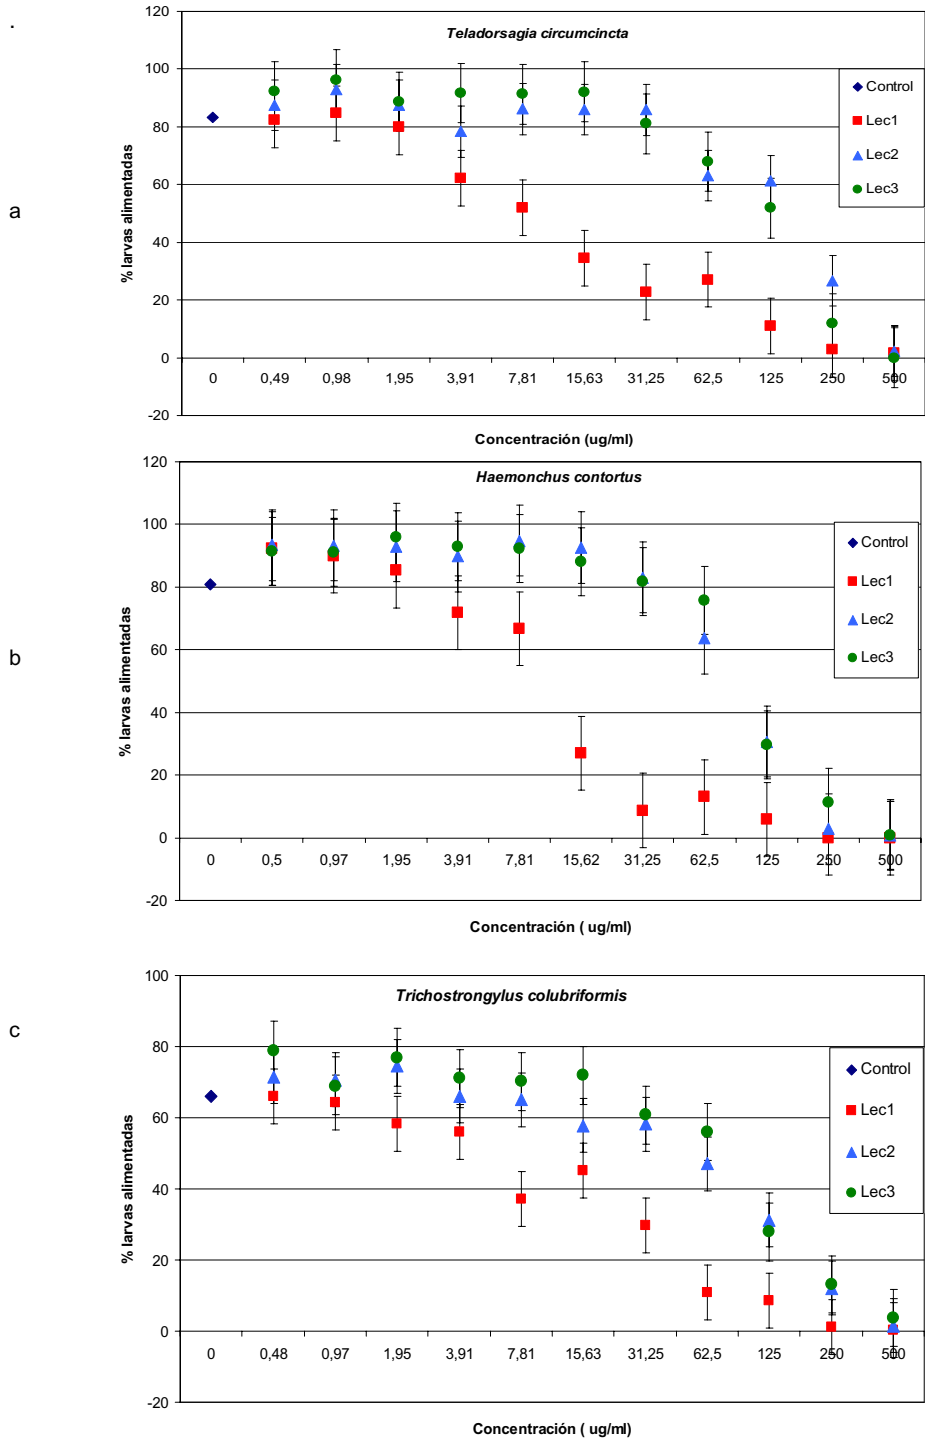 .
a
Teladorsagia circumcincta
% larvas alimentadas
120
100
80
60
40
20
0
-20
0 0,49 0,98 1,95 3,91 7,81 15,63 31,25 62,5 125 250 500
Concentración (ug/ml)
Control
Lec1
Lec2
Lec3
b
Haemonchus contortus
% larvas alimentadas
120
100
80
60
40
20
0
-20
0 0,5 0,97 1,95 3,91 7,81 15,62 31,25 62,5 125 250 500
Concentración ( ug/ml)
Control
Lec1
Lec2
Lec3
c
Trichostrongylus colubriformis
% larvas alimentadas
100
80
60
40
20
0
-20
0 0,48 0,97 1,95 3,91 7,81 15,63 31,25 62,5 125 250 500
Concentración ( ug/ml)
Control
Lec1
Lec2
Lec3